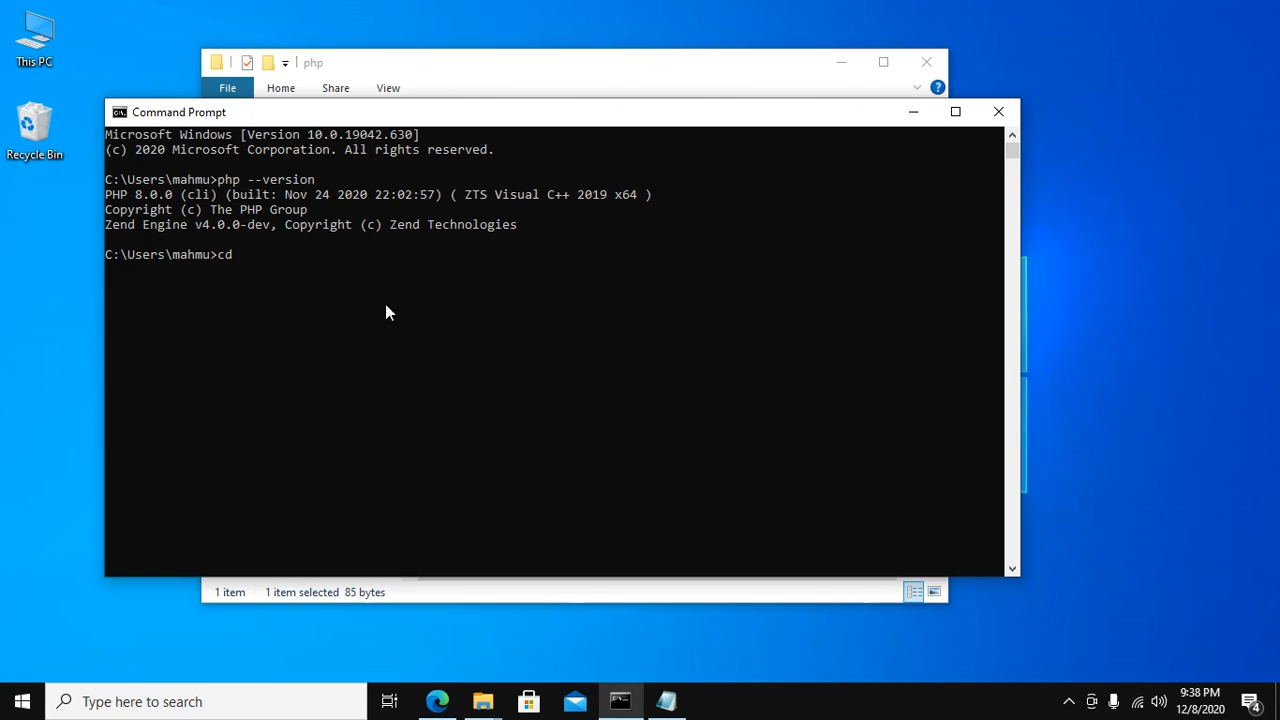 This PC
Recycle Bin
php
File
Home
Share
View
Command Prompt
Microsoft Windows [Version 10.0.19042.630]
(c) 2020 Microsoft Corporation. All rights reserved.
C:\Users\mahmu>php --version
PHP 8.0.0 (cli) (built: Nov 24 2020 22:02:57) ( ZTS Visual C++ 2019 x64 )
Copyright (c) The PHP Group
Zend Engine v4.0.0-dev, Copyright (c) Zend Technologies
C:\Users\mahmu>cd
1 item
1 item selected 85 bytes
Type here to search
9:38 PM
12/8/2020
4